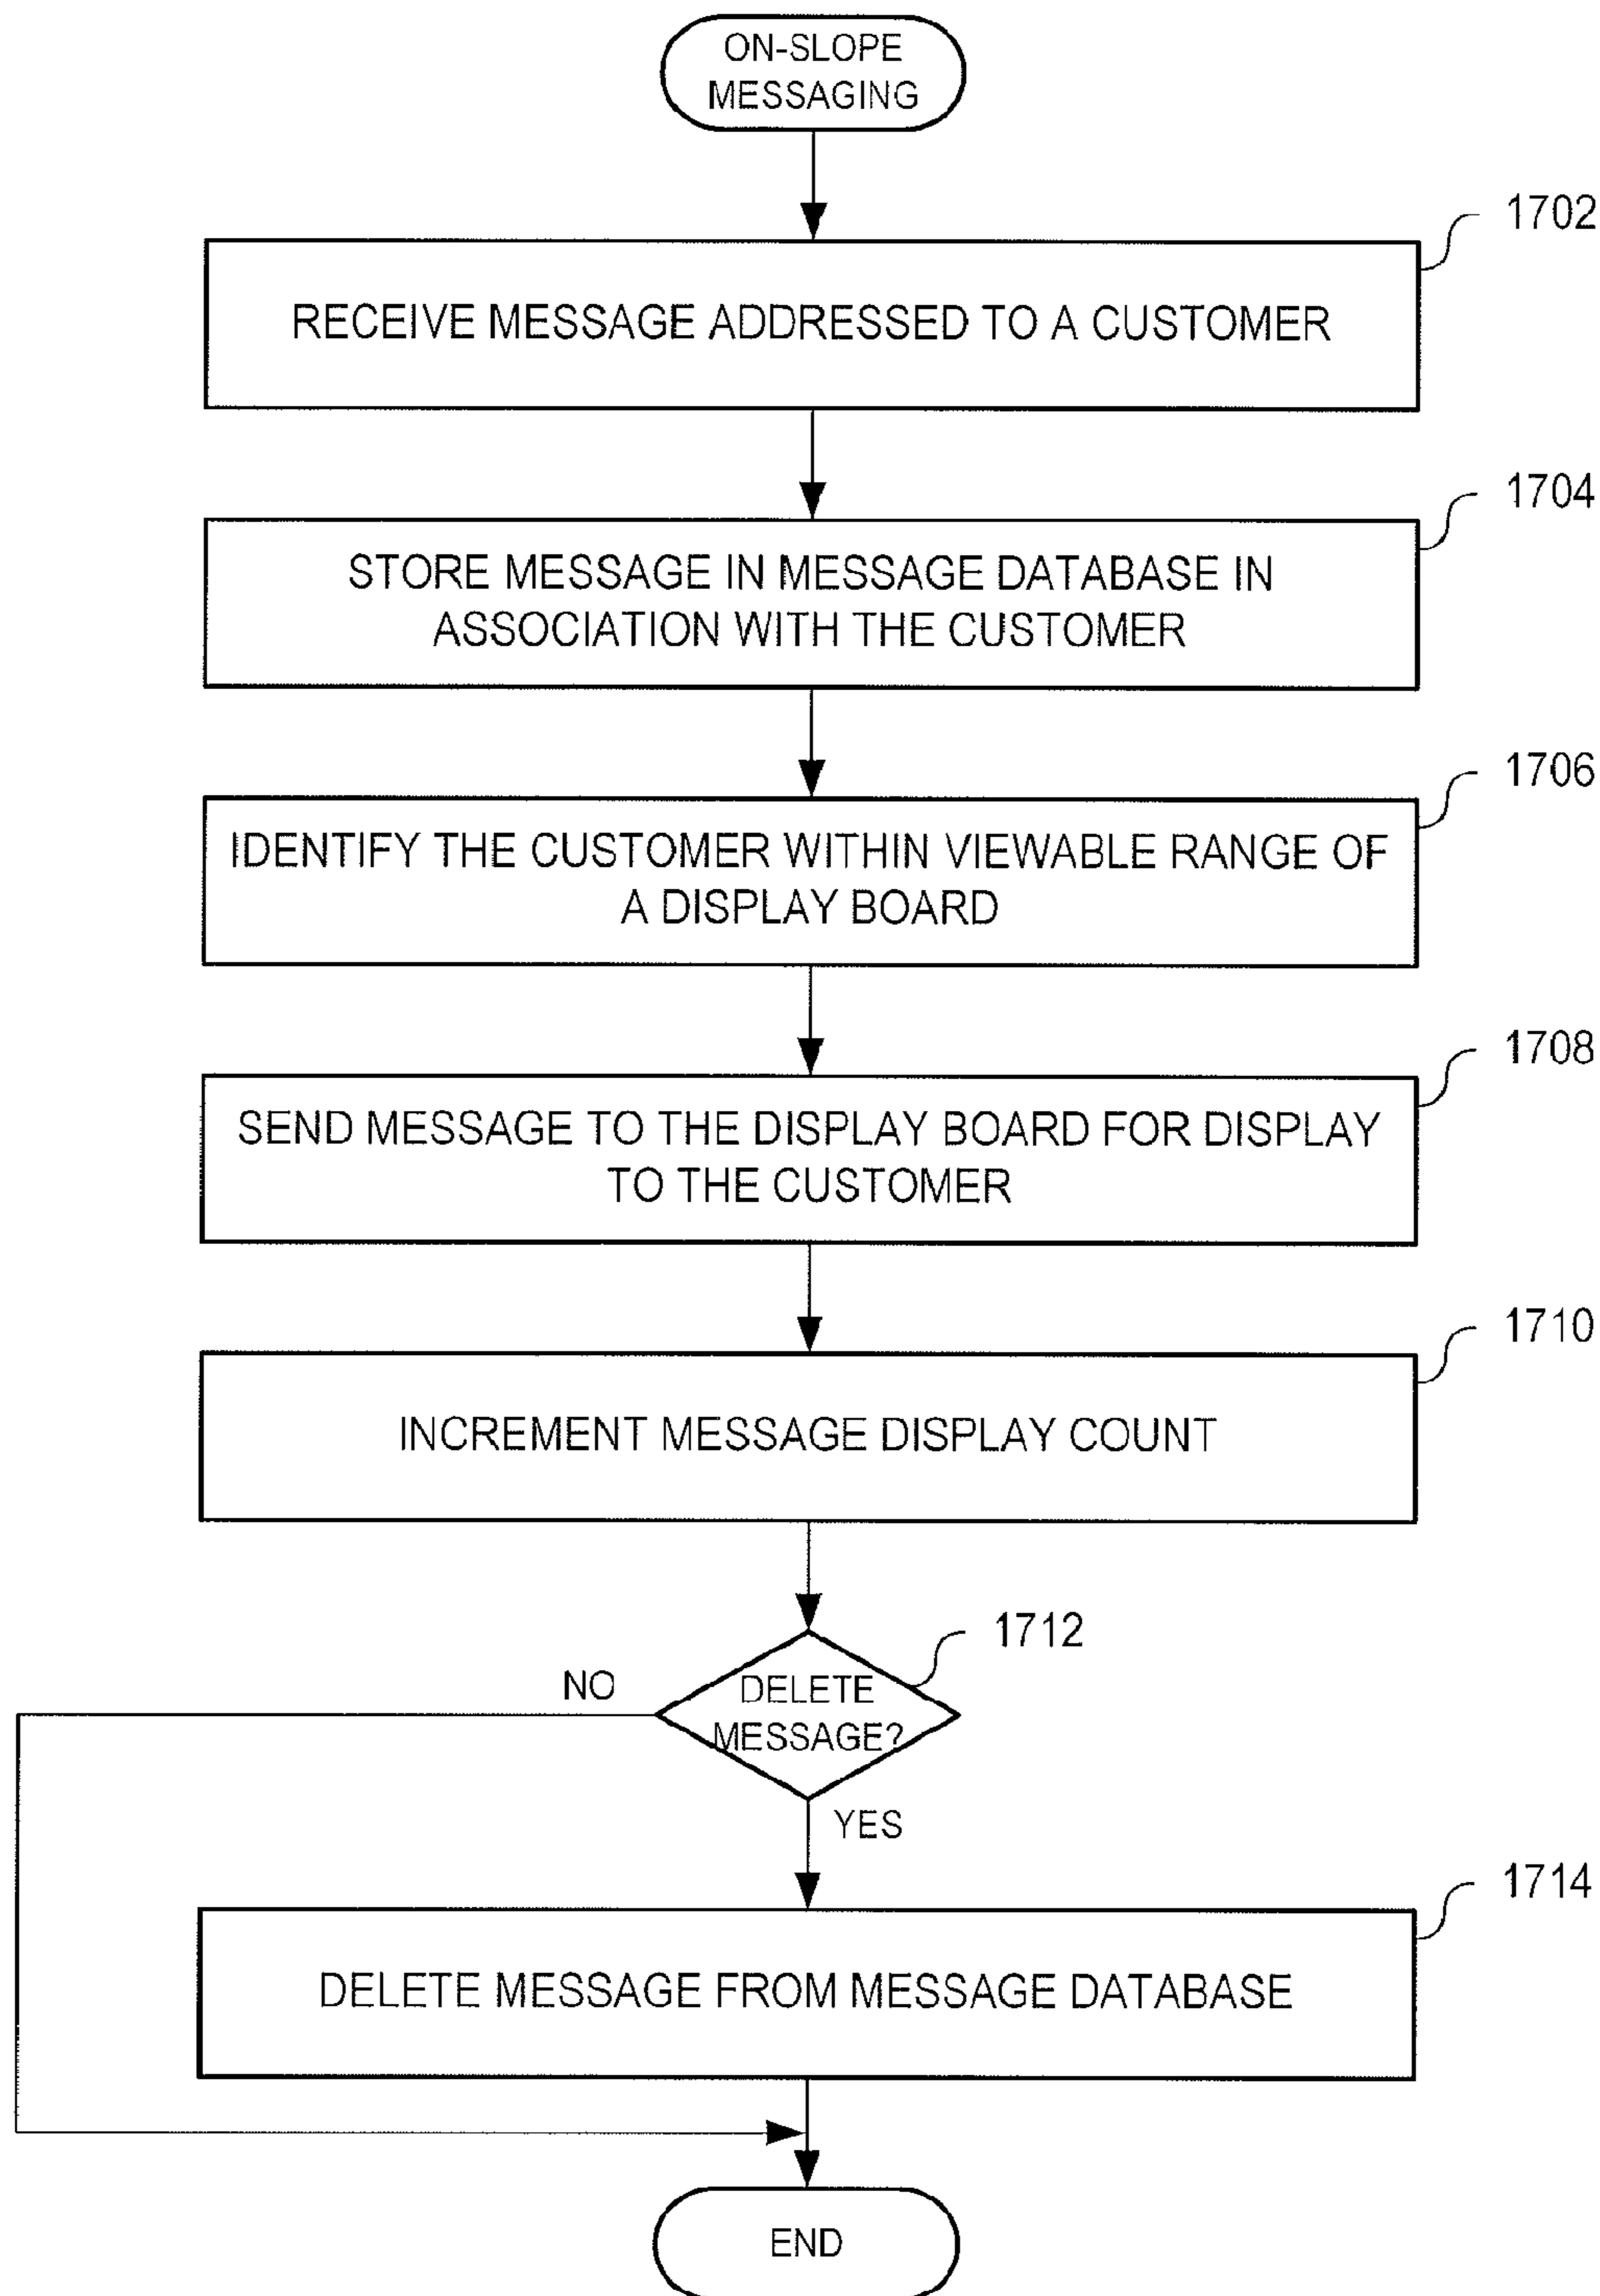 ON-SLOPE
MESSAGING
1702
RECEIVE MESSAGE ADDRESSED TO A CUSTOMER
1704
STORE MESSAGE IN MESSAGE DATABASE IN
ASSOCIATION WITH THE CUSTOMER
1706
IDENTIFY THE CUSTOMER WITHIN VIEWABLE RANGE OF
A DISPLAY BOARD
1708
SEND MESSAGE TO THE DISPLAY BOARD FOR DISPLAY
TO THE CUSTOMER
1710
INCREMENT MESSAGE DISPLAY COUNT
1712
NO
DELETE
MESSAGE?
YES
1714
DELETE MESSAGE FROM MESSAGE DATABASE
END